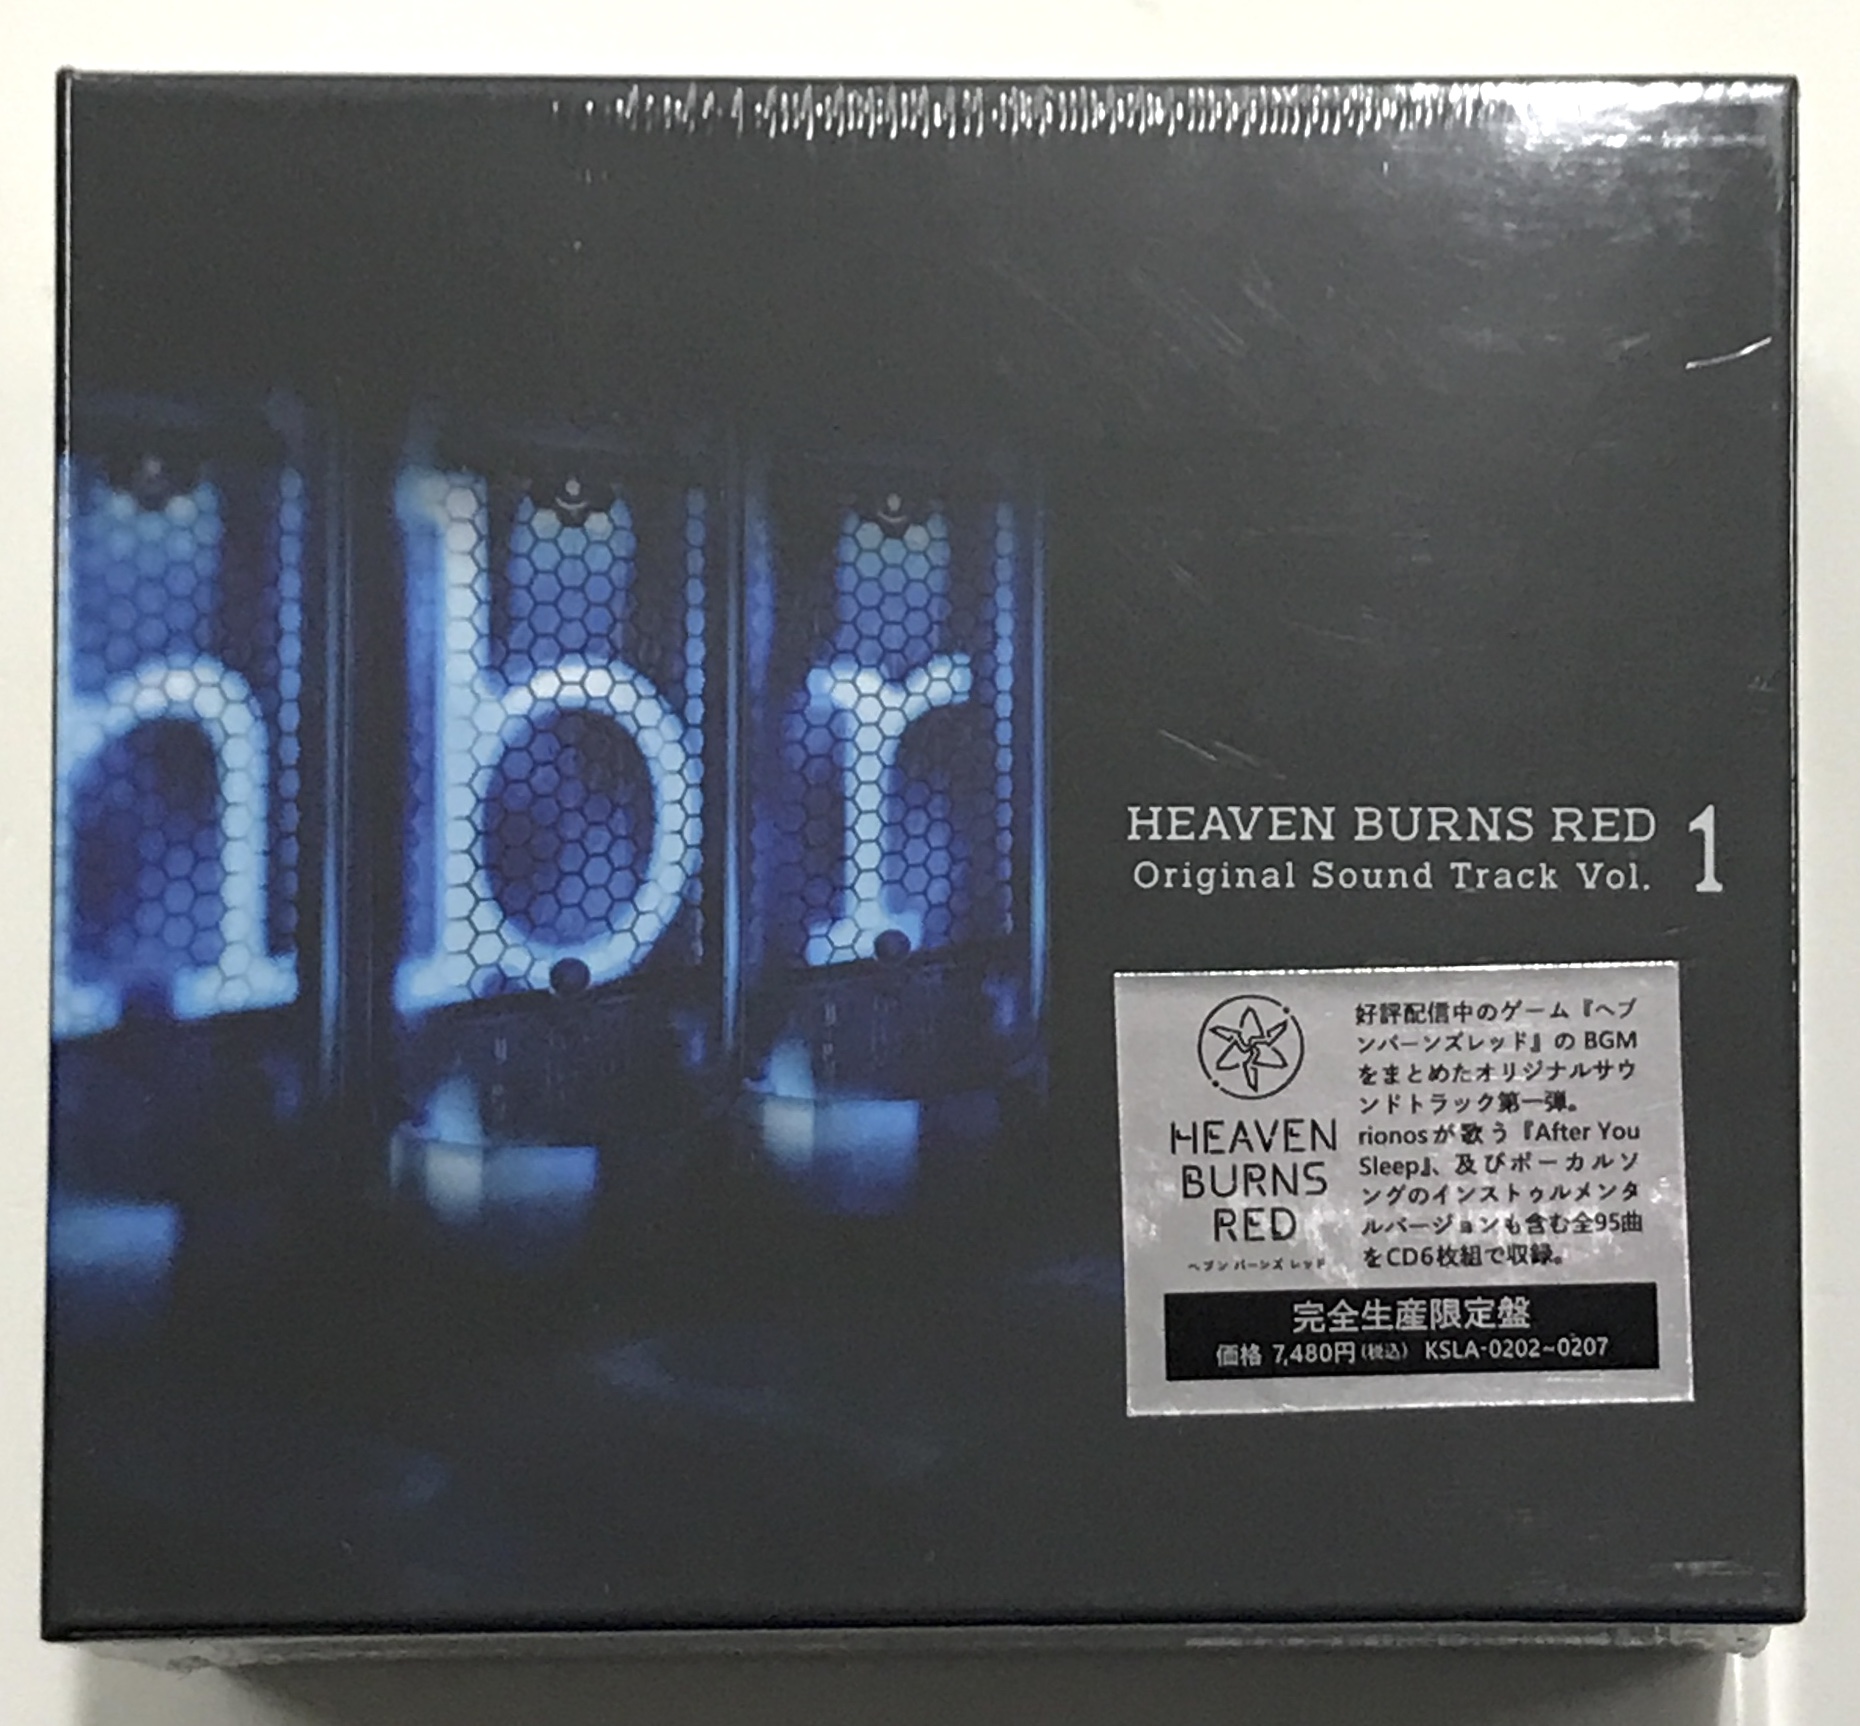 hbr
HEAVEN BURNS RED 1
Original Sound Track Vol.
HEAVEN
BURNS
RED
ヘブン バーンズ レッド
好評配信中のゲーム『ヘブ
ンバーンズレッド』の BGM
をまとめたオリジナルサウ
ンドトラック第一弾。
rionosが歌う『After You
Sleep』、及びボーカルソ
ングのインストゥルメンタ
ルバージョンも含む全95曲
をCD6枚組で収録。
完全生産限定盤
価格 7,480円(税込) KSLA-0202~0207